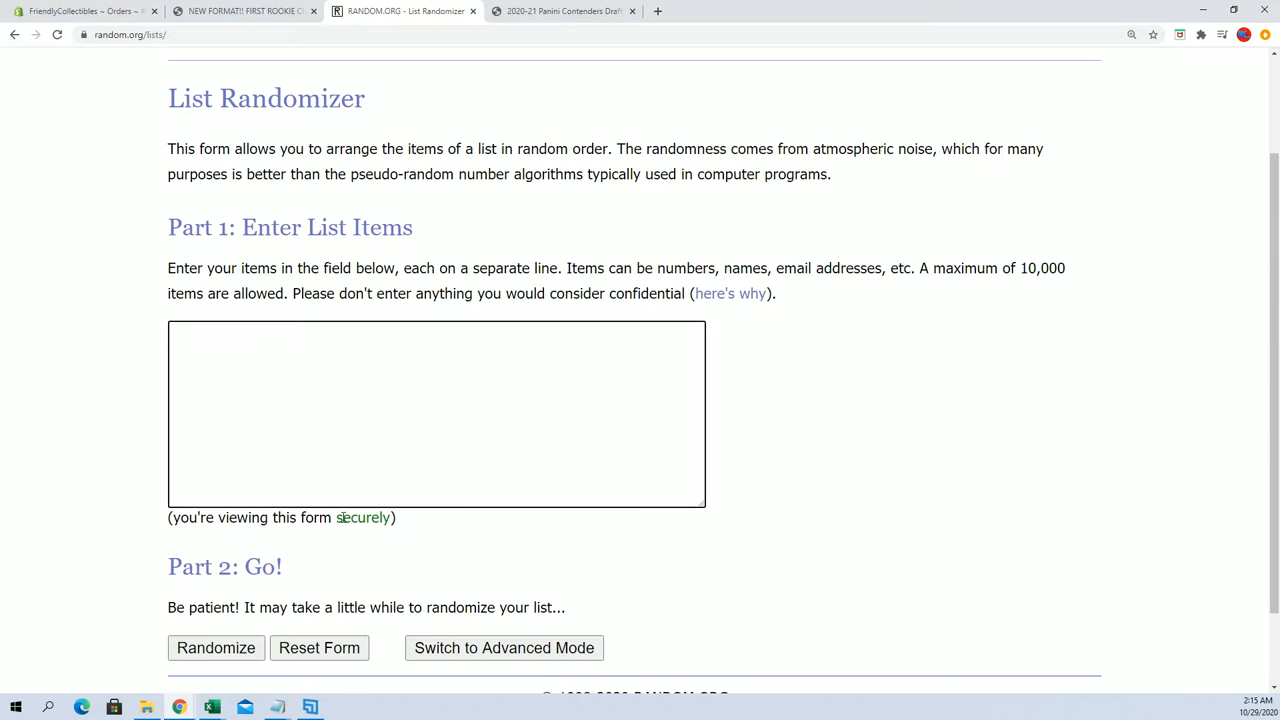 FriendlyCollectibles ~ Orders ~
NEW FORMAT!! FIRST ROOKIE
RANDOM.ORG - List Randomizer
2020-21 Panini Contenders Draft
random.org/lists/
List Randomizer
This form allows you to arrange the items of a list in random order. The randomness comes from atmospheric noise, which for many
purposes is better than the pseudo-random number algorithms typically used in computer programs.
Part 1: Enter List Items
Enter your items in the field below, each on a separate line. Items can be numbers, names, email addresses, etc. A maximum of 10,000
items are allowed. Please don't enter anything you would consider confidential (here's why).
(you're viewing this form securely)
Part 2: Go!
Be patient! It may take a little while to randomize your list...
Randomize Reset Form Switch to Advanced Mode
RANDOM.ORG
2:15 AM
10/29/2020